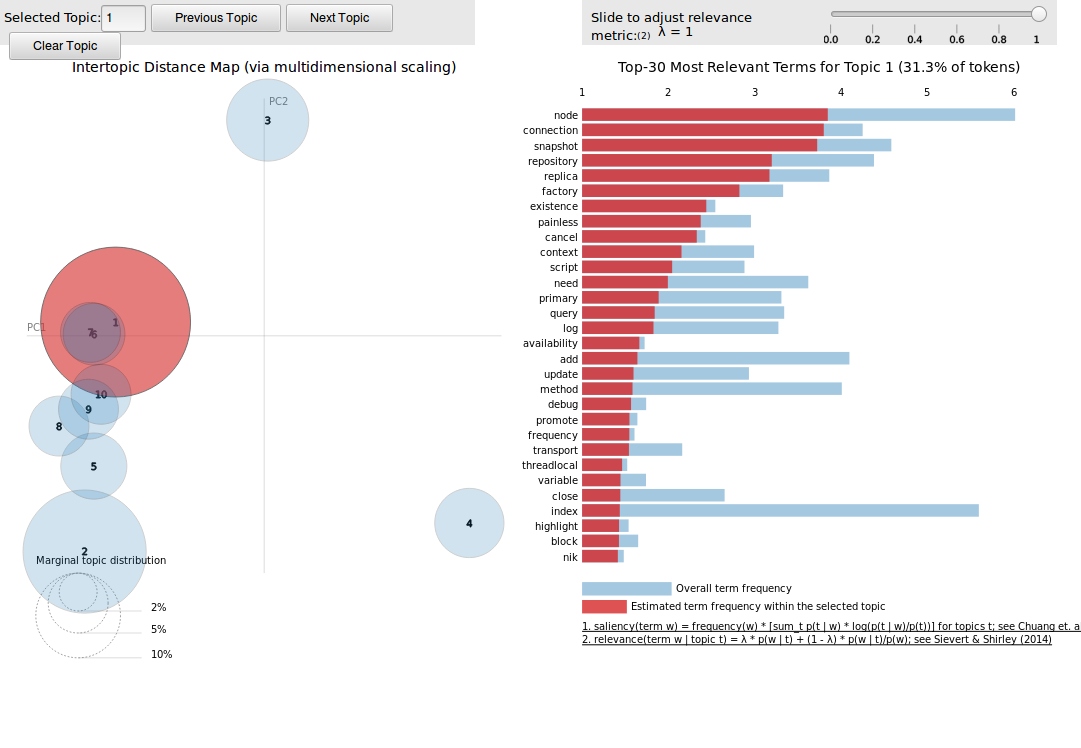 Selected Topic: 1 Previous Topic Next Topic
Clear Topic
Slide to adjust relevance
metric:(2) λ = 1
0.0 0.2 0.4 0.6 0.8 1
Intertopic Distance Map (via multidimensional scaling)
PC2
3
PC1
1
7
6
10
9
8
5
4
2
Marginal topic distribution
2%
5%
10%
Top-30 Most Relevant Terms for Topic 1 (31.3% of tokens)
1 2 3 4 5 6
node
connection
snapshot
repository
replica
factory
existence
painless
cancel
context
script
need
primary
query
log
availability
add
update
method
debug
promote
frequency
transport
threadlocal
variable
close
index
highlight
block
nik
Overall term frequency
Estimated term frequency within the selected topic
1. saliency(term w) = frequency(w) * [sum_t p(t | w) * log(p(t | w)/p(t))] for topics t; see Chuang et. a
2. relevance(term w | topic t) = λ * p(w | t) + (1 - λ) * p(w | t)/p(w); see Sievert & Shirley (2014)